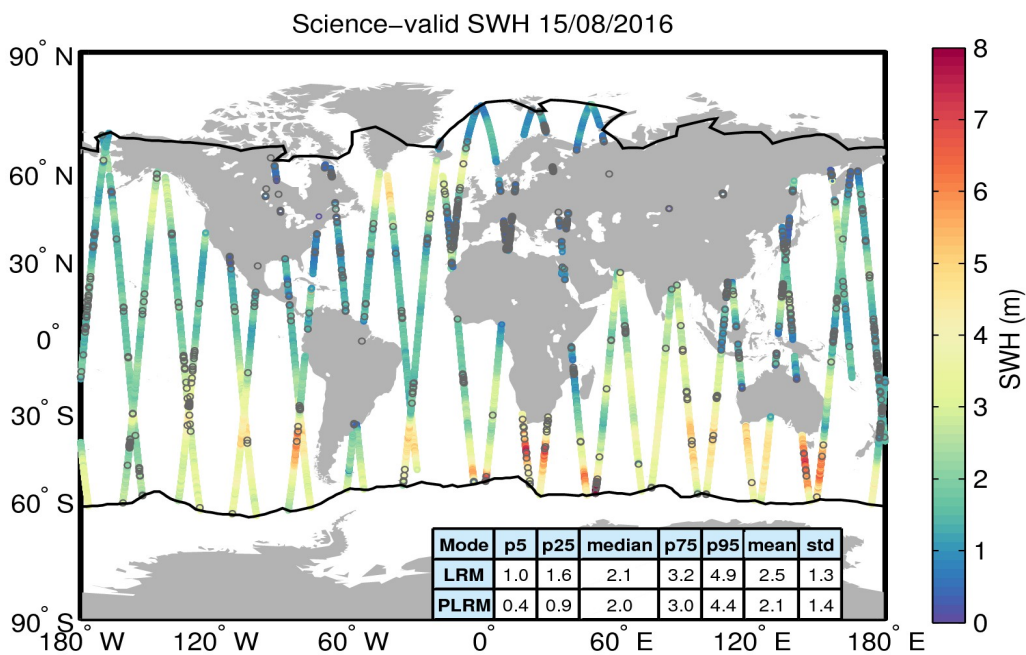 Science−valid SWH 15/08/2016
90° N
60° N
30° N
0°
30° S
60° S
90° S
180° W
120° W
60° W
0°
60° E
120° E
180° E
Mode p5 p25 median p75 p95 mean std
LRM 1.0 1.6 2.1 3.2 4.9 2.5 1.3
PLRM 0.4 0.9 2.0 3.0 4.4 2.1 1.4
8
7
6
5
4
3
2
1
0
SWH (m)